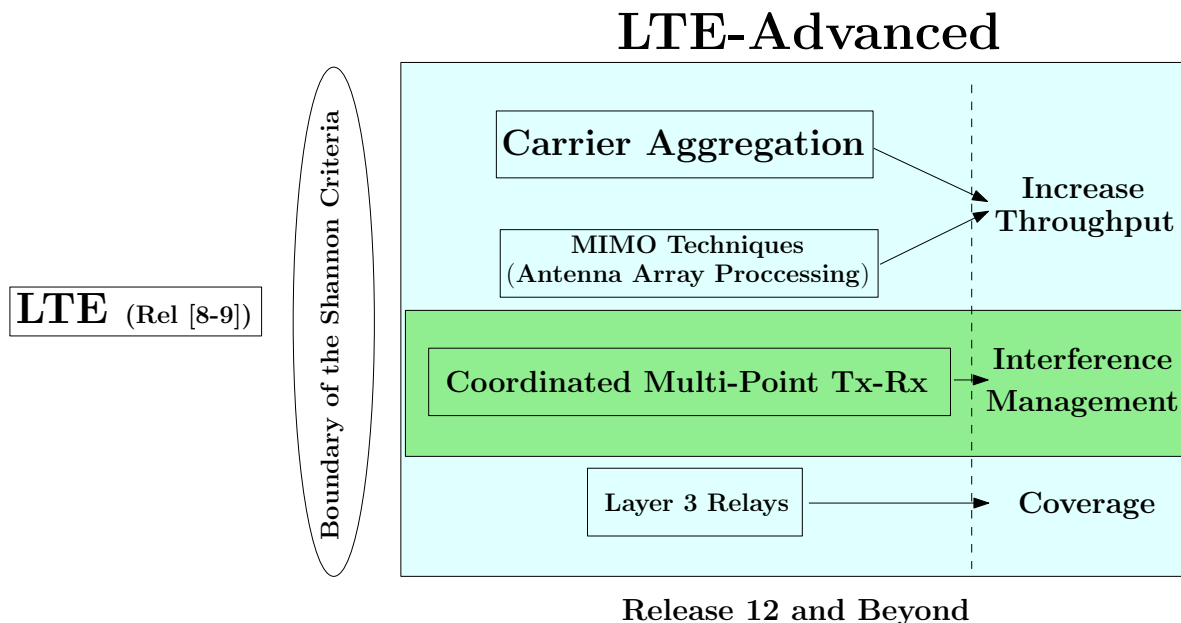 LTE-Advanced
LTE (Rel [8-9])
Boundary of the Shannon Criteria
Carrier Aggregation
MIMO Techniques
(Antenna Array Proccessing)
Increase
Throughput
Coordinated Multi-Point Tx-Rx
Interference
Management
Layer 3 Relays
Coverage
Release 12 and Beyond